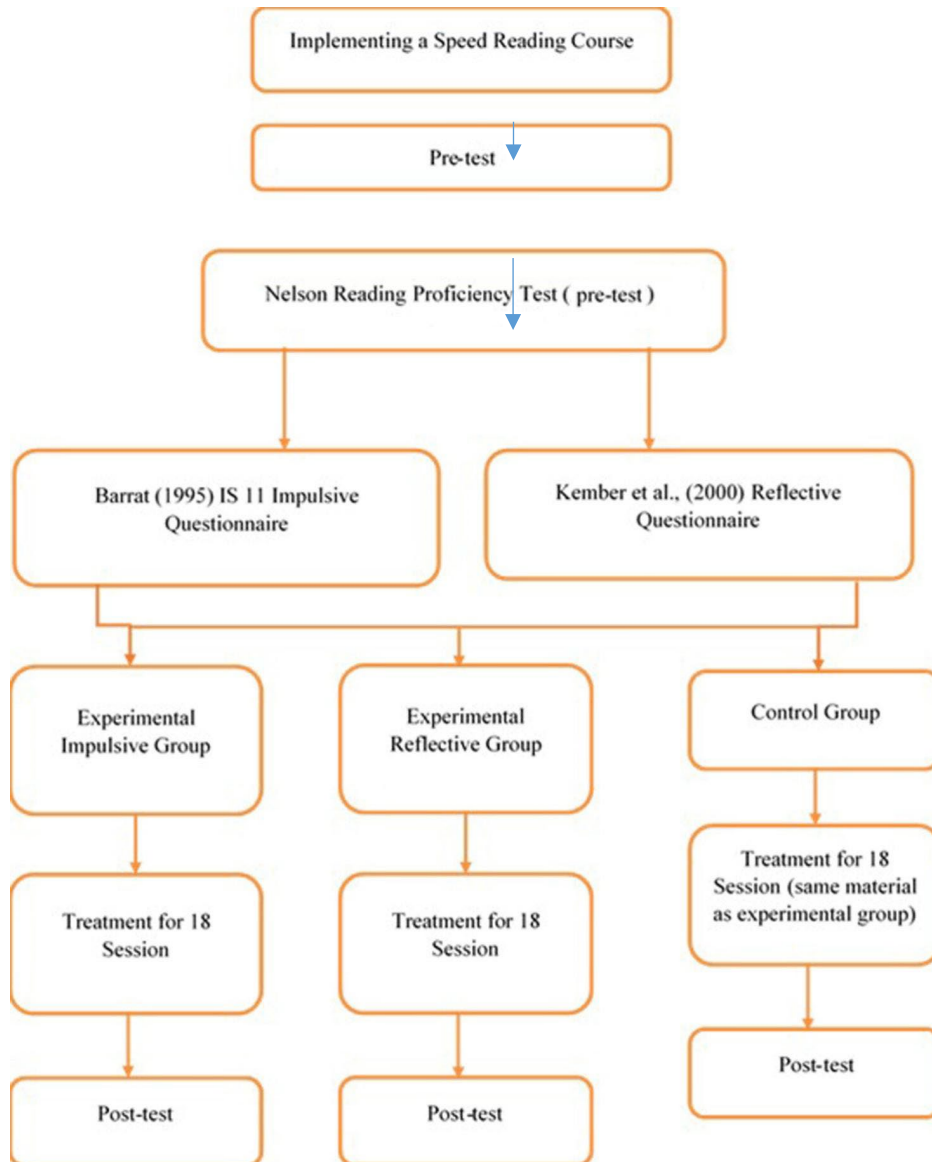 Implementing a Speed Reading Course
Pre-test
Nelson Reading Proficiency Test ( pre-test )
Barrat (1995) IS 11 Impulsive
Questionnaire
Kember et al., (2000) Reflective
Questionnaire
Experimental
Impulsive Group
Experimental
Reflective Group
Control Group
Treatment for 18
Session
Treatment for 18
Session
Treatment for 18
Session (same material
as experimental group)
Post-test
Post-test
Post-test